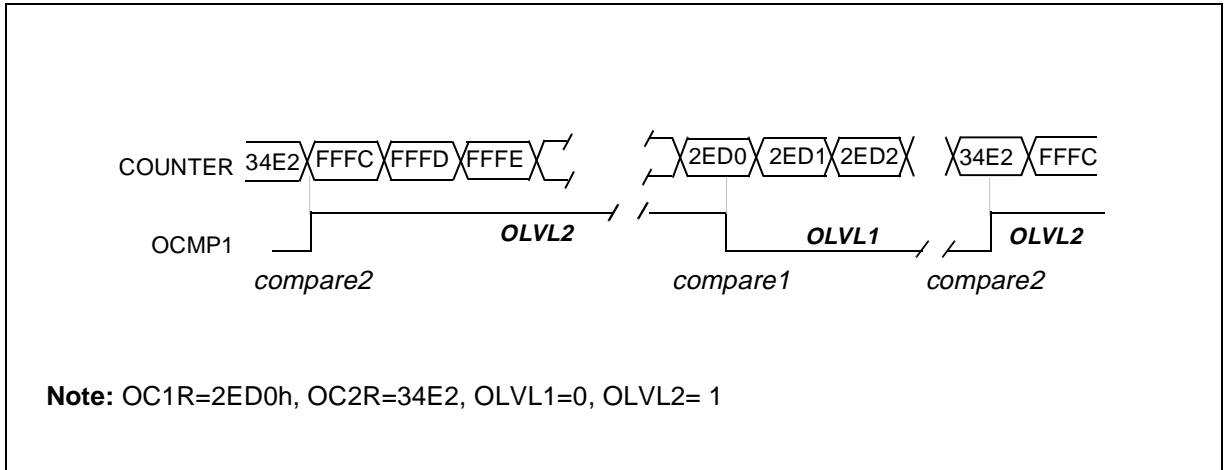 COUNTER 34E2 FFFC FFFD FFFE 2ED0 2ED1 2ED2 34E2 FFFC
OCMP1 OLVL2 OLVL1 OLVL2
compare2 compare1 compare2
Note: OC1R=2ED0h, OC2R=34E2, OLVL1=0, OLVL2= 1